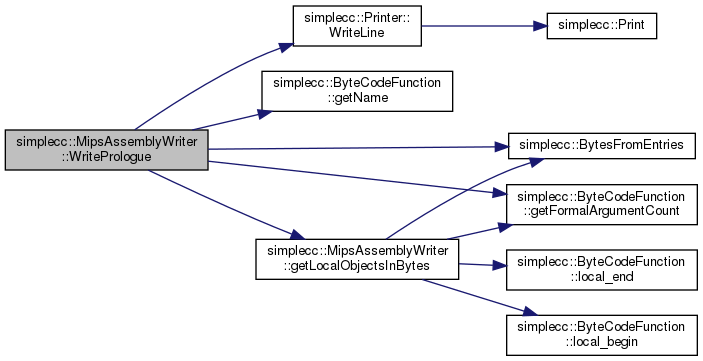 simplecc::MipsAssemblyWriter
::WritePrologue
simplecc::Printer::
WriteLine
simplecc::Print
simplecc::ByteCodeFunction
::getName
simplecc::BytesFromEntries
simplecc::ByteCodeFunction
::getFormalArgumentCount
simplecc::MipsAssemblyWriter
::getLocalObjectsInBytes
simplecc::ByteCodeFunction
::local_end
simplecc::ByteCodeFunction
::local_begin